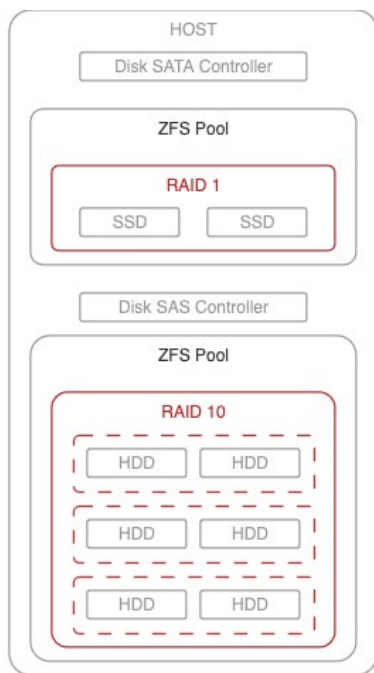 HOST
Disk SATA Controller
ZFS Pool
RAID 1
SSD SSD
Disk SAS Controller
ZFS Pool
RAID 10
HDD HDD
HDD HDD
HDD HDD